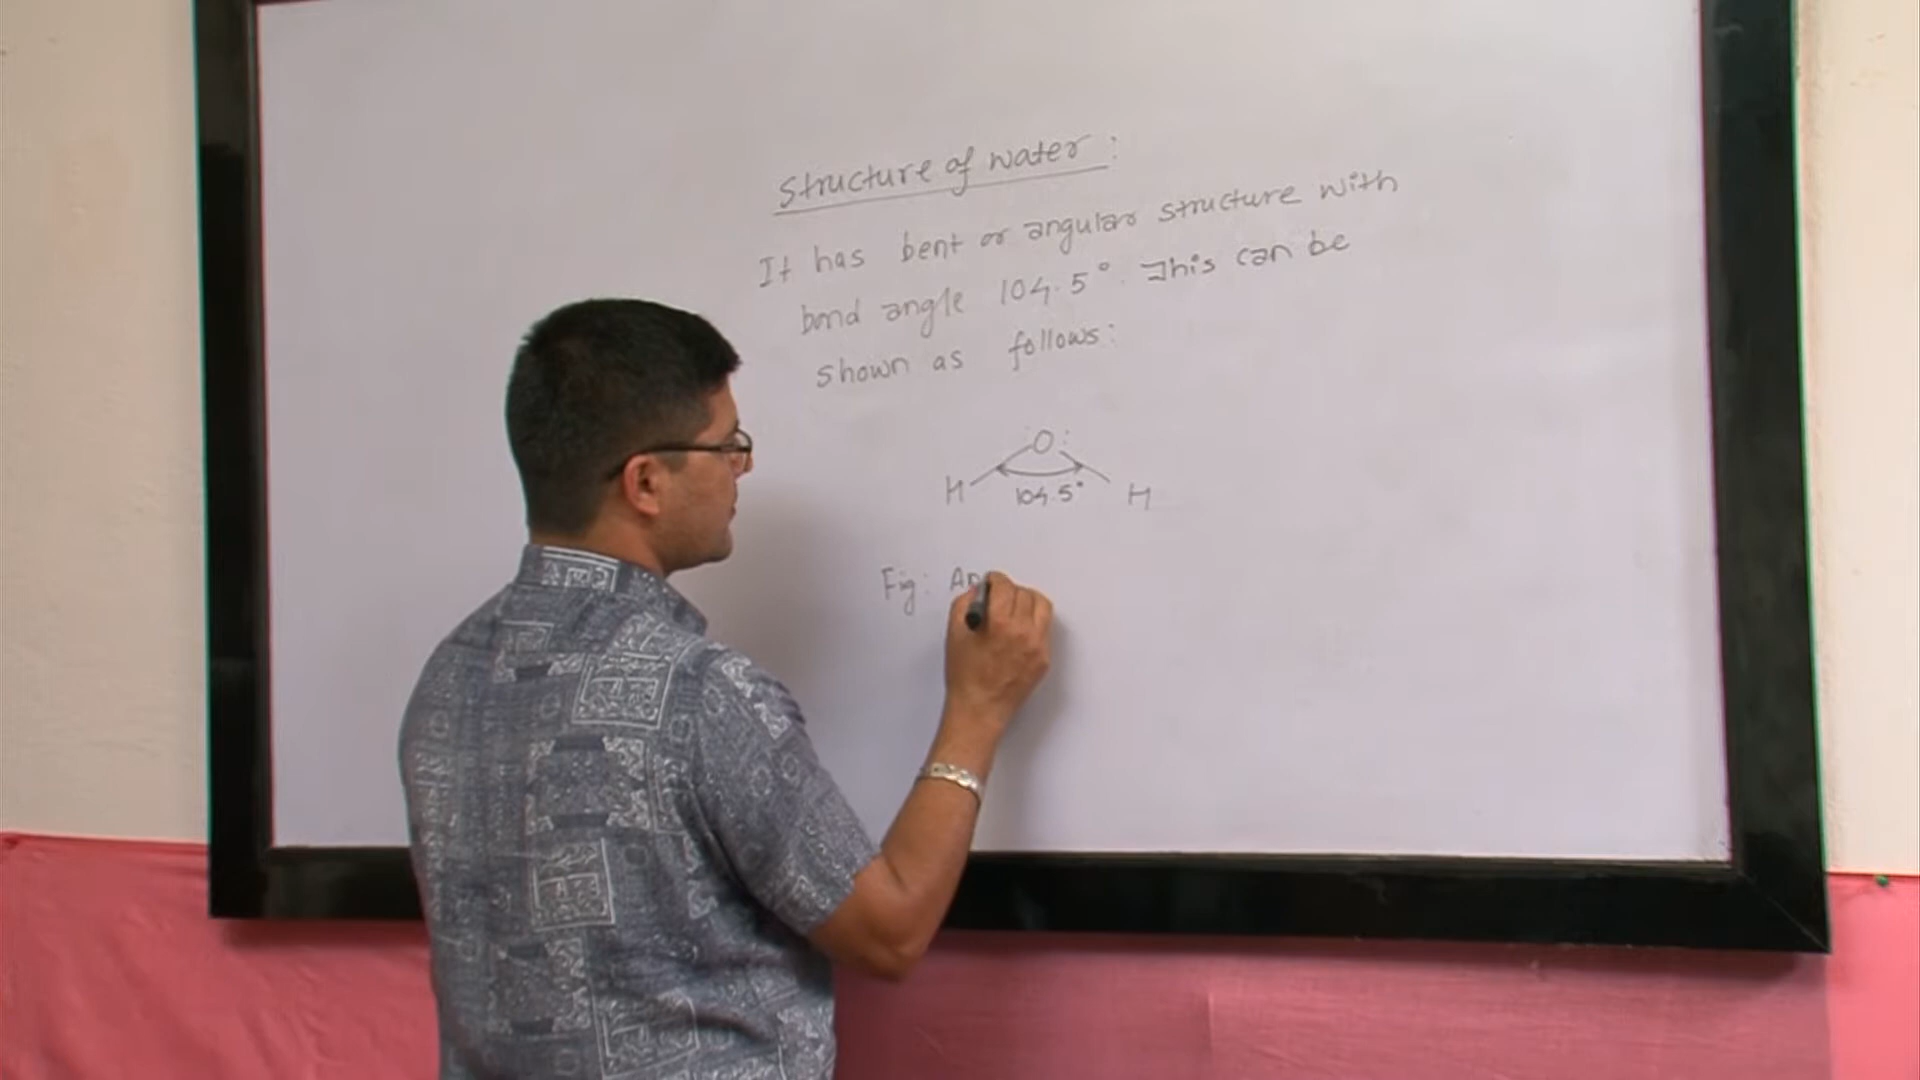 Structure of water:
It has bent or angular structure with
bond angle 104.5°. This can be
shown as follows:
:O:
H 104.5° H
Fig: An